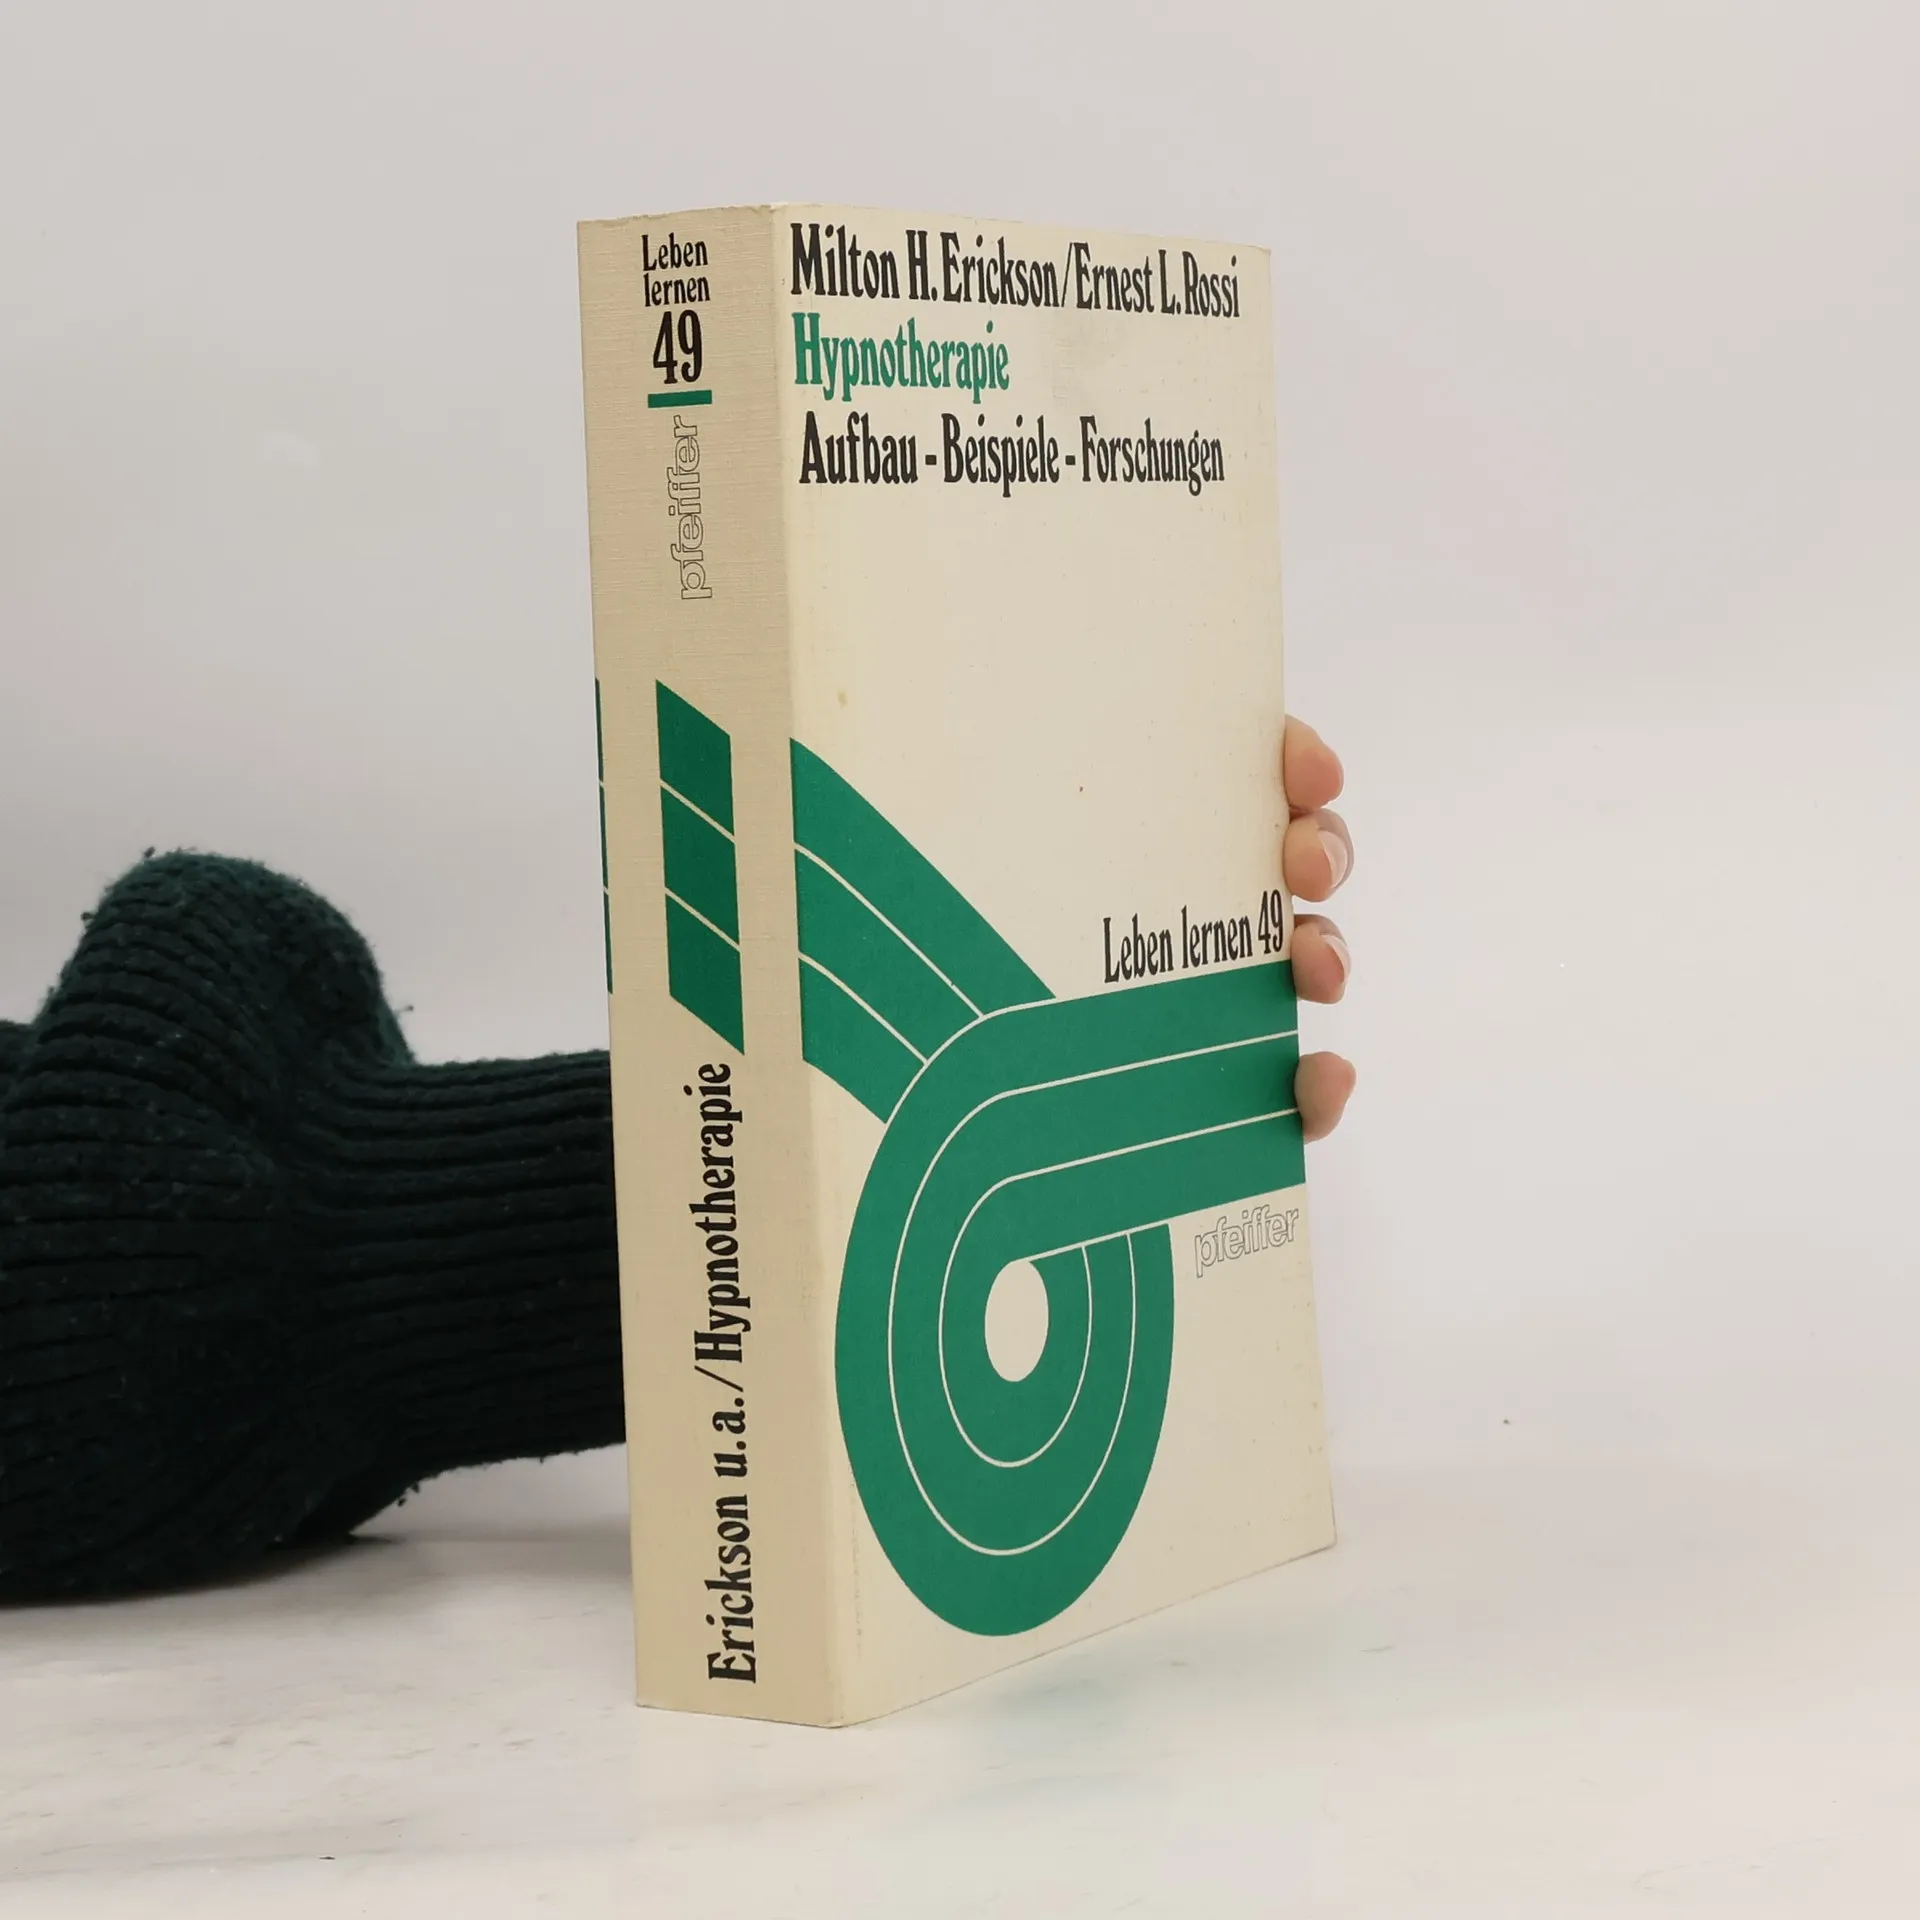 Leben
lernen
49
pfeiffer
Erickson u.a./Hypnotherapie
Milton H. Erickson/Ernest L. Rossi
Hypnotherapie
Aufbau - Beispiele - Forschungen
Leben lernen 49
pfeiffer